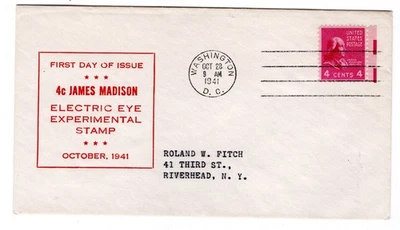 FIRST DAY OF ISSUE
★ ★ ★
4c JAMES MADISON
ELECTRIC EYE
EXPERIMENTAL
STAMP
★ ★ ★
OCTOBER, 1941
WASHINGTON
OCT 28
9 AM
1941
D. C.
UNITED
STATES
POSTAGE
4 CENTS 4
ROLAND W. FITCH
41 THIRD ST.,
RIVERHEAD, N. Y.